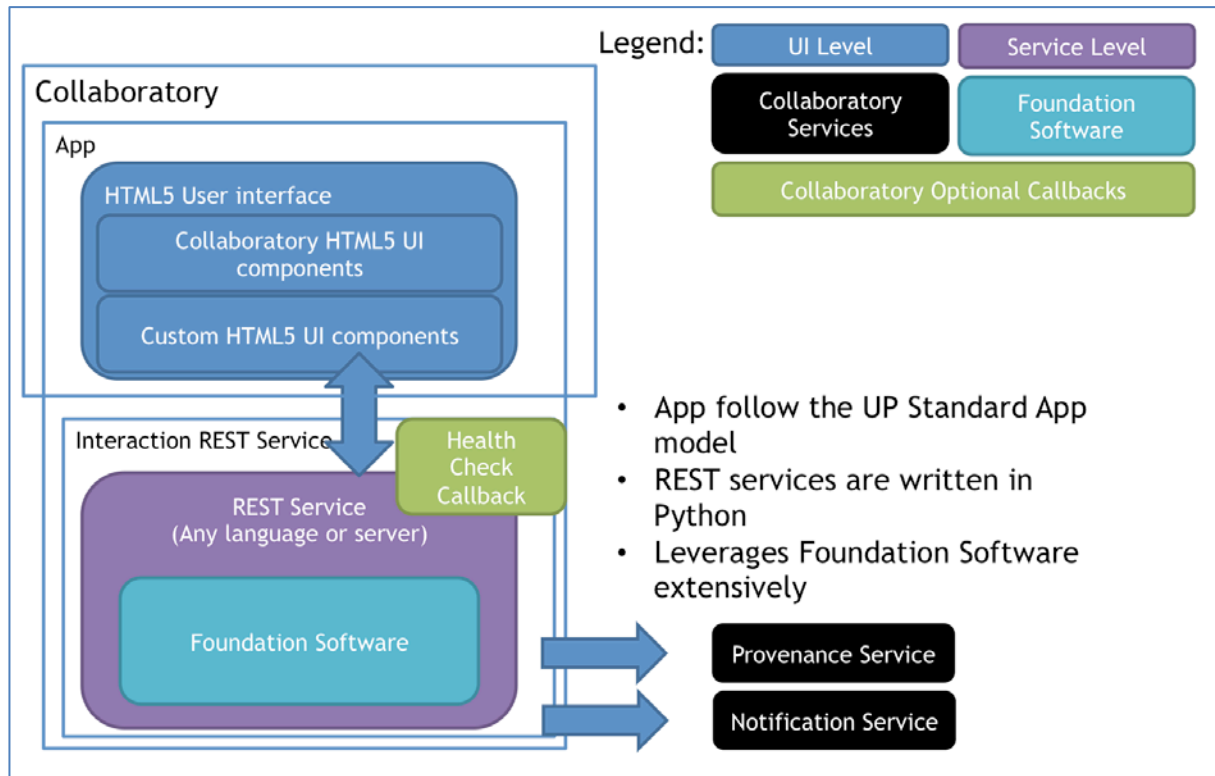 Legend:
UI Level
Service Level
Collaboratory
Services
Foundation
Software
Collaboratory Optional Callbacks
Collaboratory
App
HTML5 User interface
Collaboratory HTML5 UI
components
Custom HTML5 UI components
Interaction REST Service
Health
Check
Callback
REST Service
(Any language or server)
Foundation Software
• App follow the UP Standard App
model
• REST services are written in
Python
• Leverages Foundation Software
extensively
Provenance Service
Notification Service